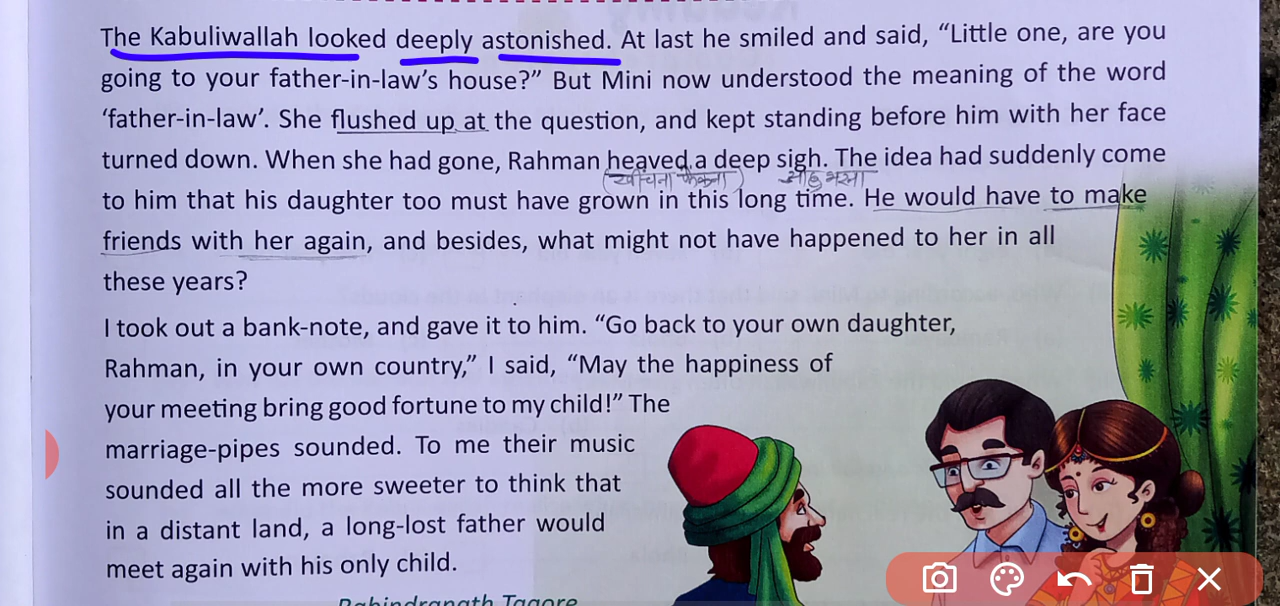 The Kabuliwallah looked deeply astonished. At last he smiled and said, “Little one, are you
going to your father-in-law’s house?” But Mini now understood the meaning of the word
‘father-in-law’. She flushed up at the question, and kept standing before him with her face
turned down. When she had gone, Rahman heaved a deep sigh. The idea had suddenly come
(खींचना फेंकना) आह भरना
to him that his daughter too must have grown in this long time. He would have to make
friends with her again, and besides, what might not have happened to her in all
these years?
I took out a bank-note, and gave it to him. “Go back to your own daughter,
Rahman, in your own country,” I said, “May the happiness of
your meeting bring good fortune to my child!” The
marriage-pipes sounded. To me their music
sounded all the more sweeter to think that
in a distant land, a long-lost father would
meet again with his only child.
Rabindranath Tagore